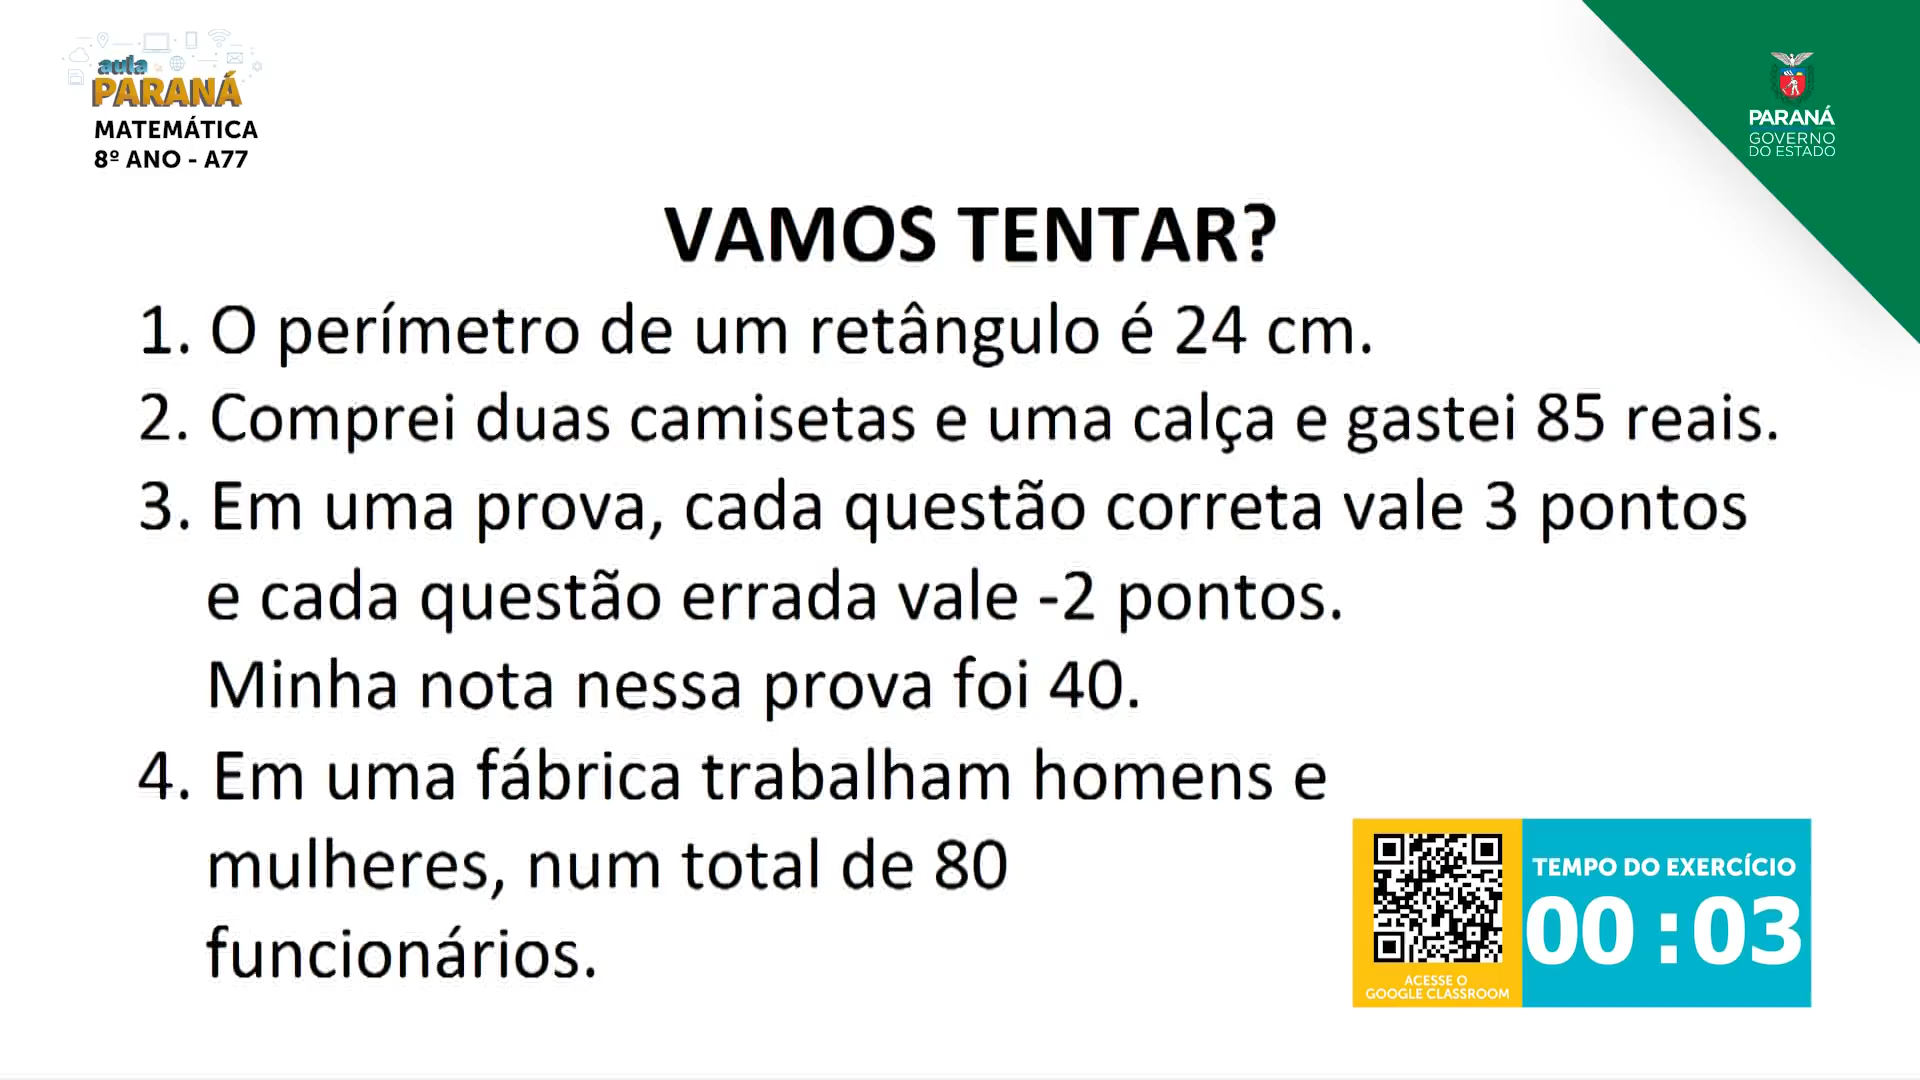 aula
PARANÁ
MATEMÁTICA
8º ANO - A77
PARANÁ
GOVERNO
DO ESTADO
VAMOS TENTAR?
1. O perímetro de um retângulo é 24 cm.
2. Comprei duas camisetas e uma calça e gastei 85 reais.
3. Em uma prova, cada questão correta vale 3 pontos
e cada questão errada vale -2 pontos.
Minha nota nessa prova foi 40.
4. Em uma fábrica trabalham homens e
mulheres, num total de 80
funcionários.
ACESSE O
GOOGLE CLASSROOM
TEMPO DO EXERCÍCIO
00 :03